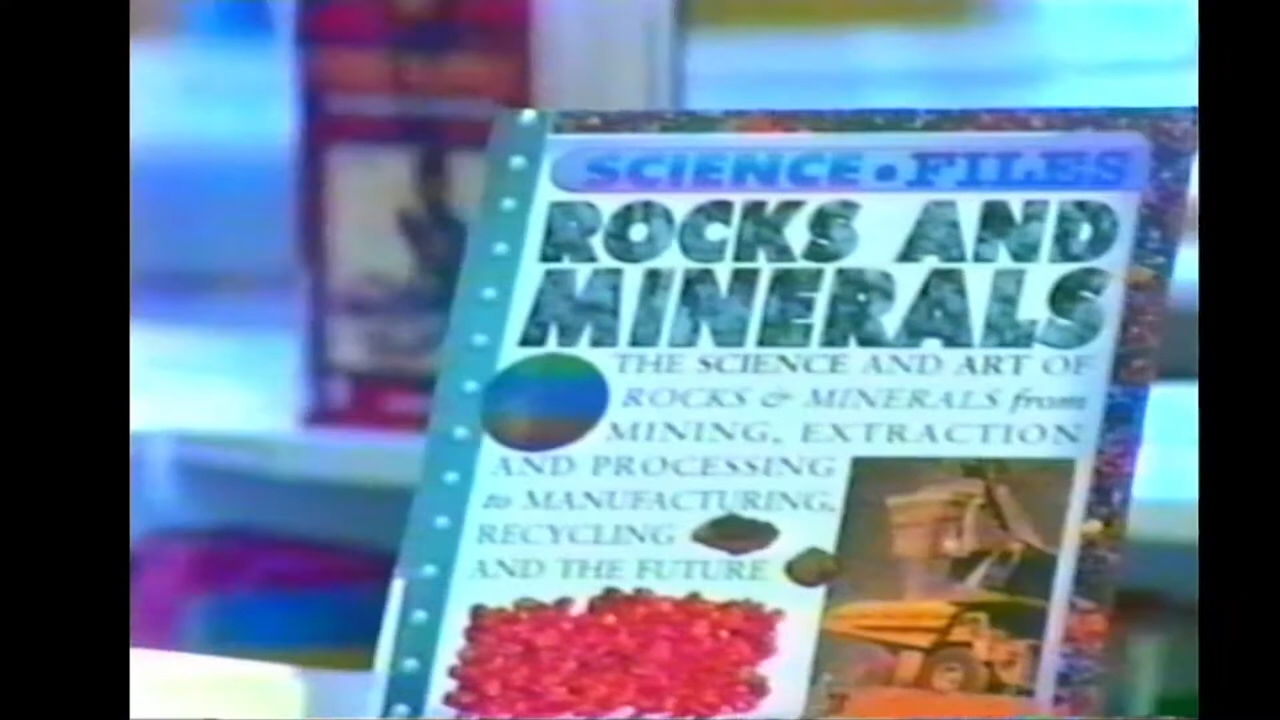 SCIENCE•FILES
ROCKS AND
MINERALS
THE SCIENCE AND ART OF
ROCKS & MINERALS from
MINING, EXTRACTION
AND PROCESSING
to MANUFACTURING,
RECYCLING
AND THE FUTURE